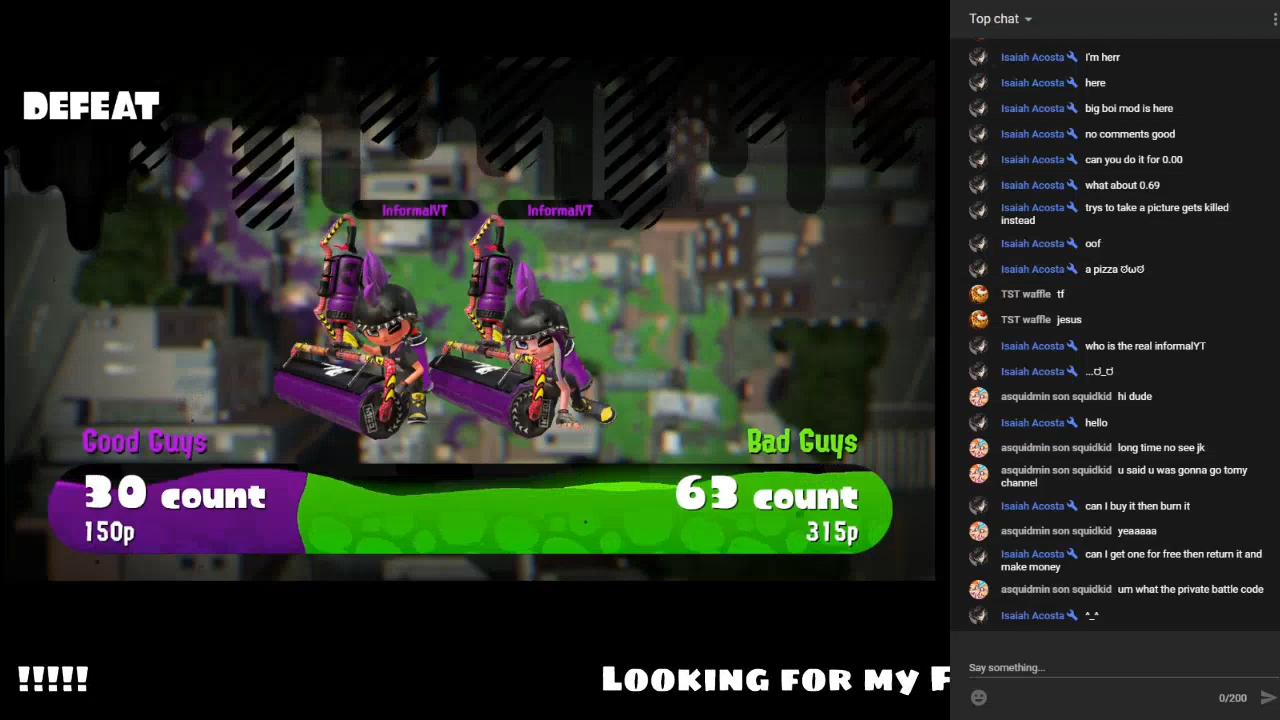 DEFEAT
InformalYT
InformalYT
Good Guys
Bad Guys
30 count
63 count
150p
315p
!!!!!
Looking for my F
Top chat
Isaiah Acosta I'm herr
Isaiah Acosta here
Isaiah Acosta big boi mod is here
Isaiah Acosta no comments good
Isaiah Acosta can you do it for 0.00
Isaiah Acosta what about 0.69
Isaiah Acosta trys to take a picture gets killed
instead
Isaiah Acosta oof
Isaiah Acosta a pizza ʘωʘ
TST waffle tf
TST waffle jesus
Isaiah Acosta who is the real informalYT
Isaiah Acosta ...ʊ_ʊ
asquidmin son squidkid hi dude
Isaiah Acosta hello
asquidmin son squidkid long time no see jk
asquidmin son squidkid u said u was gonna go tomy
channel
Isaiah Acosta can I buy it then burn it
asquidmin son squidkid yeaaaaa
Isaiah Acosta can I get one for free then return it and
make money
asquidmin son squidkid um what the private battle code
Isaiah Acosta ^_^
Say something...
0/200